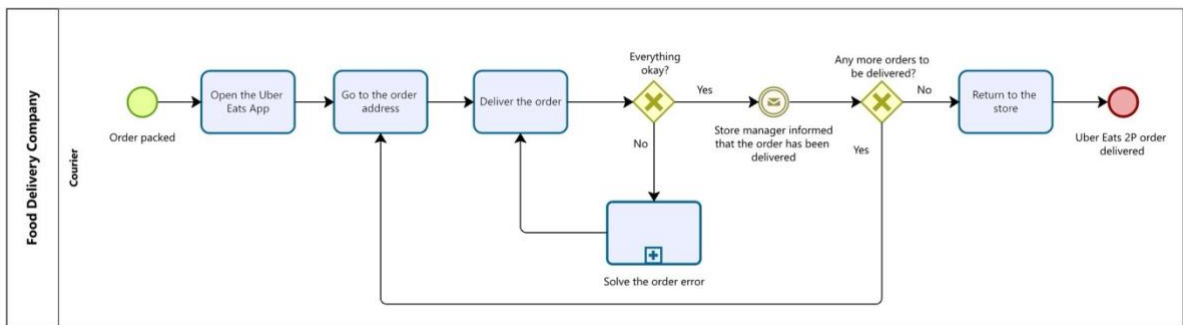 Food Delivery Company
Courier
Order packed
Open the Uber
Eats App
Go to the order
address
Deliver the order
Everything
okay?
Yes
No
Solve the order error
Store manager informed
that the order has been
delivered
Any more orders to
be delivered?
No
Yes
Return to the
store
Uber Eats 2P order
delivered